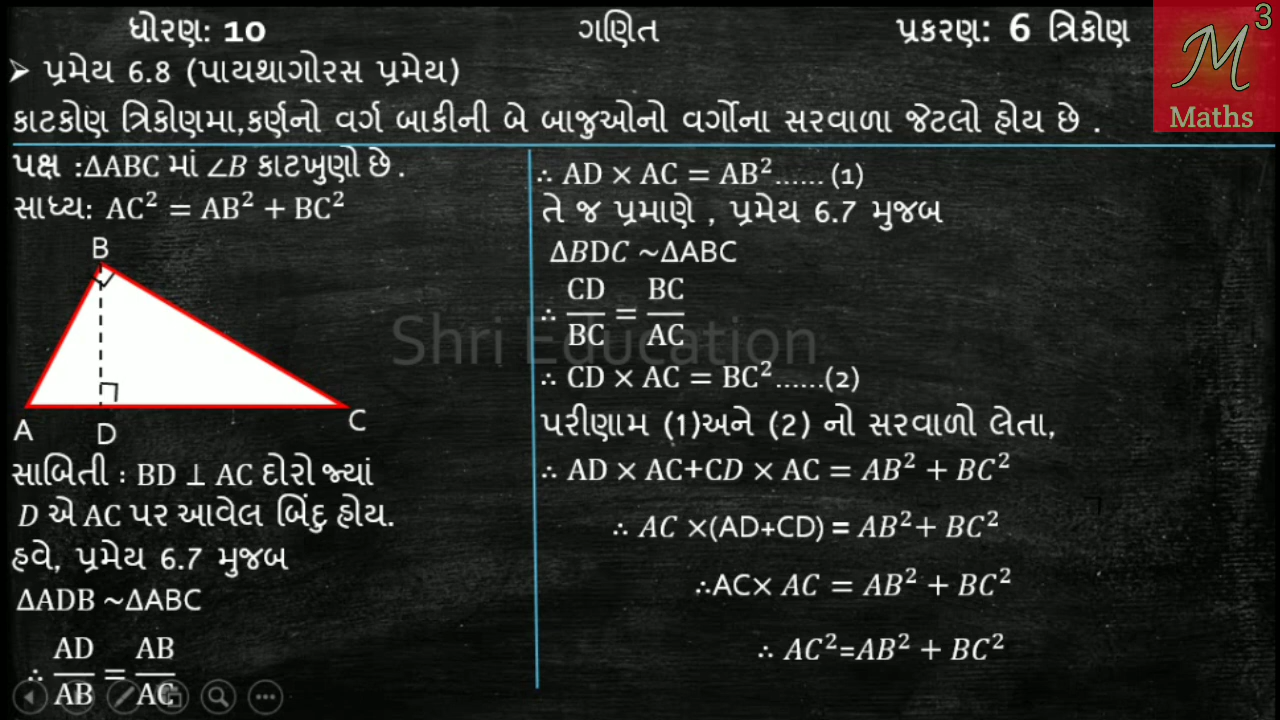 ધોરણ: 10 ગણિત પ્રકરણ: 6 ત્રિકોણ
M³ Maths
➤ પ્રમેય 6.8 (પાયથાગોરસ પ્રમેય)
કાટકોણ ત્રિકોણમા,કર્ણનો વર્ગ બાકીની બે બાજુઓનો વર્ગોના સરવાળા જેટલો હોય છે .
પક્ષ :ΔABC માં ∠B કાટખુણો છે .
સાધ્ય: AC² = AB² + BC²
B
A D C
સાબિતી : BD ⊥ AC દોરો જ્યાં
D એ AC પર આવેલ બિંદુ હોય.
હવે, પ્રમેય 6.7 મુજબ
ΔADB ~ΔABC
∴ AD/AB = AB/AC
∴ AD × AC = AB²...... (1)
તે જ પ્રમાણે , પ્રમેય 6.7 મુજબ
ΔBDC ~ΔABC
∴ CD/BC = BC/AC
Shri Education
∴ CD × AC = BC²......(2)
પરીણામ (1)અને (2) નો સરવાળો લેતા,
∴ AD × AC+CD × AC = AB² + BC²
∴ AC ×(AD+CD) = AB²+ BC²
∴AC× AC = AB² + BC²
∴ AC²=AB² + BC²